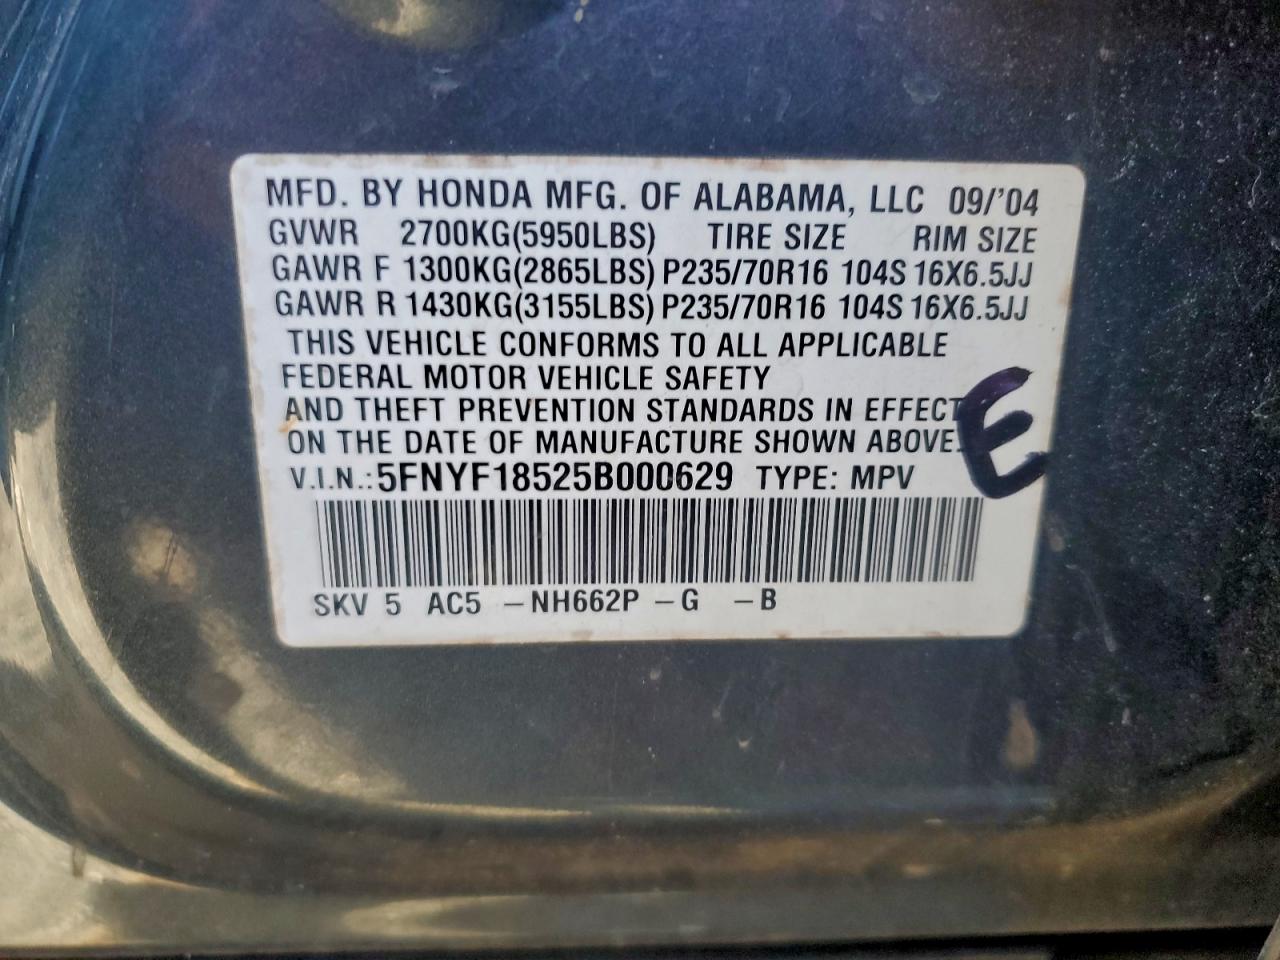 MFD. BY HONDA MFG. OF ALABAMA, LLC 09/'04
GVWR 2700KG(5950LBS) TIRE SIZE RIM SIZE
GAWR F 1300KG(2865LBS) P235/70R16 104S 16X6.5JJ
GAWR R 1430KG(3155LBS) P235/70R16 104S 16X6.5JJ
THIS VEHICLE CONFORMS TO ALL APPLICABLE
FEDERAL MOTOR VEHICLE SAFETY
AND THEFT PREVENTION STANDARDS IN EFFECT
ON THE DATE OF MANUFACTURE SHOWN ABOVE.
E
V.I.N.: 5FNYF18525B000629 TYPE: MPV
SKV 5 AC5 -NH662P -G -B